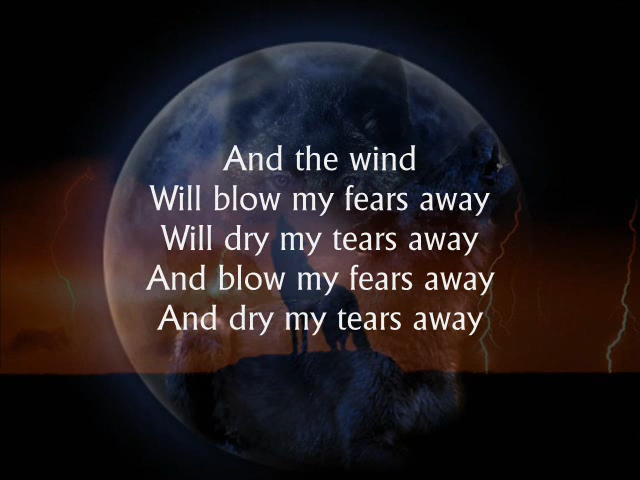 And the wind
Will blow my fears away
Will dry my tears away
And blow my fears away
And dry my tears away